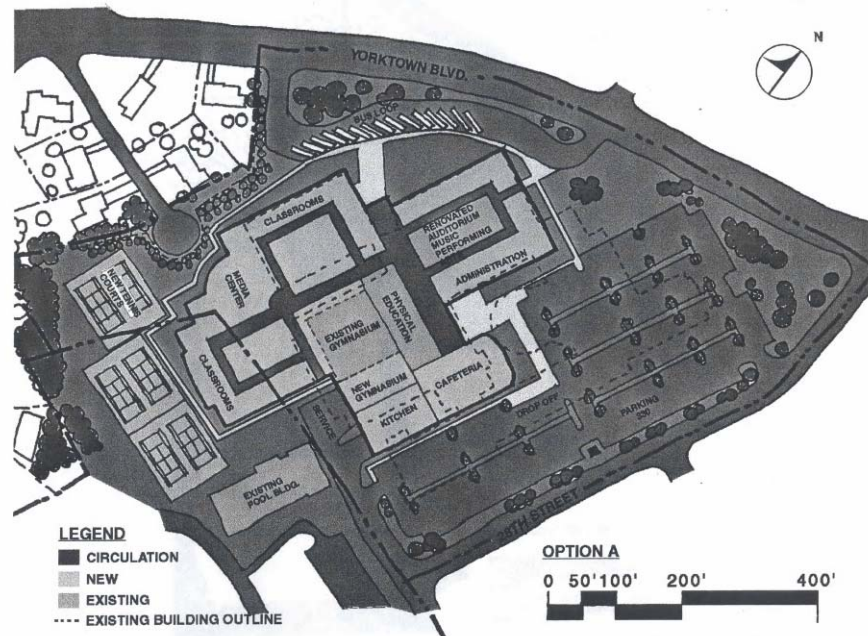 N
YORKTOWN BLVD.
BUS LOOP
CLASSROOMS
RENOVATED
AUDITORIUM
MUSIC
PERFORMING
ADMINISTRATION
NEW TENNIS
COURTS
MEDIA
CENTER
PHYSICAL
EDUCATION
EXISTING
GYMNASIUM
CLASSROOMS
NEW
GYMNASIUM
CAFETERIA
KITCHEN
SERVICE
DROP OFF
PARKING
EXISTING
POOL BLDG.
28TH STREET
LEGEND
CIRCULATION
NEW
EXISTING
EXISTING BUILDING OUTLINE
OPTION A
0 50' 100' 200' 400'